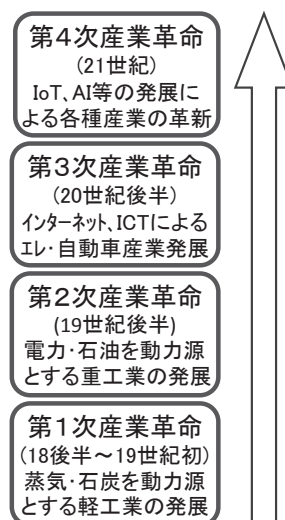 第4次産業革命
(21世紀)
IoT、AI等の発展に
よる各種産業の革新
第3次産業革命
(20世紀後半)
インターネット、ICTによる
エレ・自動車産業発展
第2次産業革命
(19世紀後半)
電力・石油を動力源
とする重工業の発展
第1次産業革命
(18後半～19世紀初)
蒸気・石炭を動力源
とする軽工業の発展